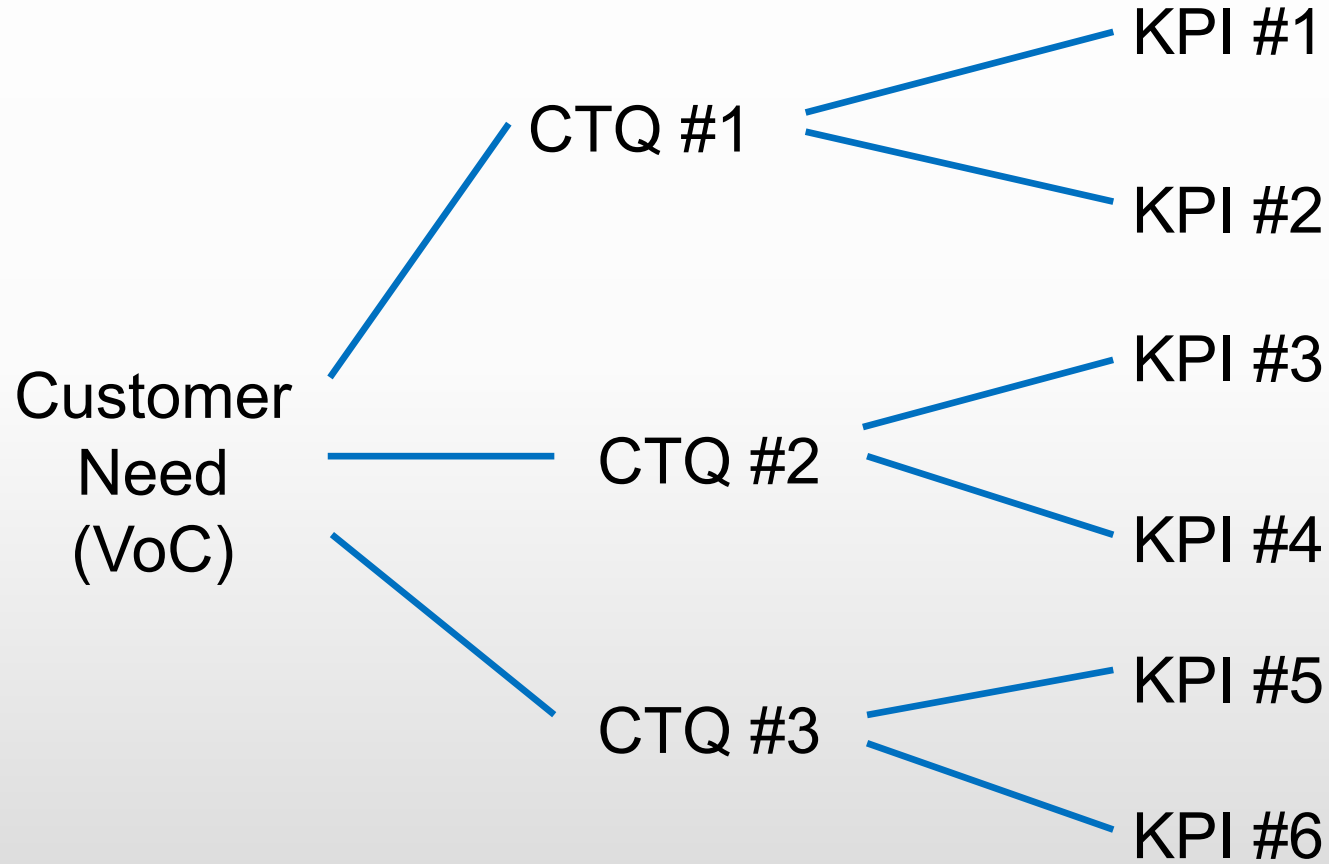 KPI #1
CTQ #1
KPI #2
KPI #3
Customer
Need
(VoC)
CTQ #2
KPI #4
KPI #5
CTQ #3
KPI #6